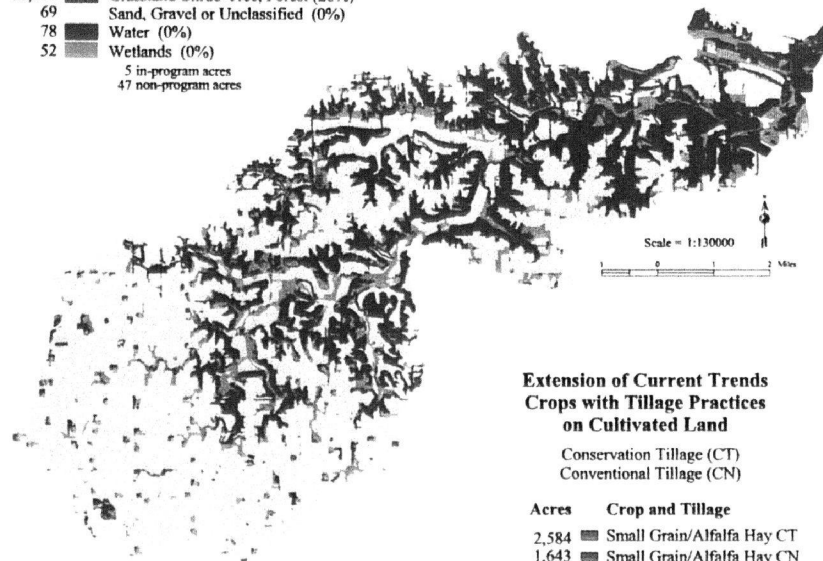 69 Sand, Gravel or Unclassified (0%)
78 Water (0%)
52 Wetlands (0%)
5 in-program acres
47 non-program acres
Scale = 1:130000
1 0 1 2 Miles
Extension of Current Trends
Crops with Tillage Practices
on Cultivated Land
Conservation Tillage (CT)
Conventional Tillage (CN)
Acres Crop and Tillage
2,584 Small Grain/Alfalfa Hay CT
1,643 Small Grain/Alfalfa Hay CN